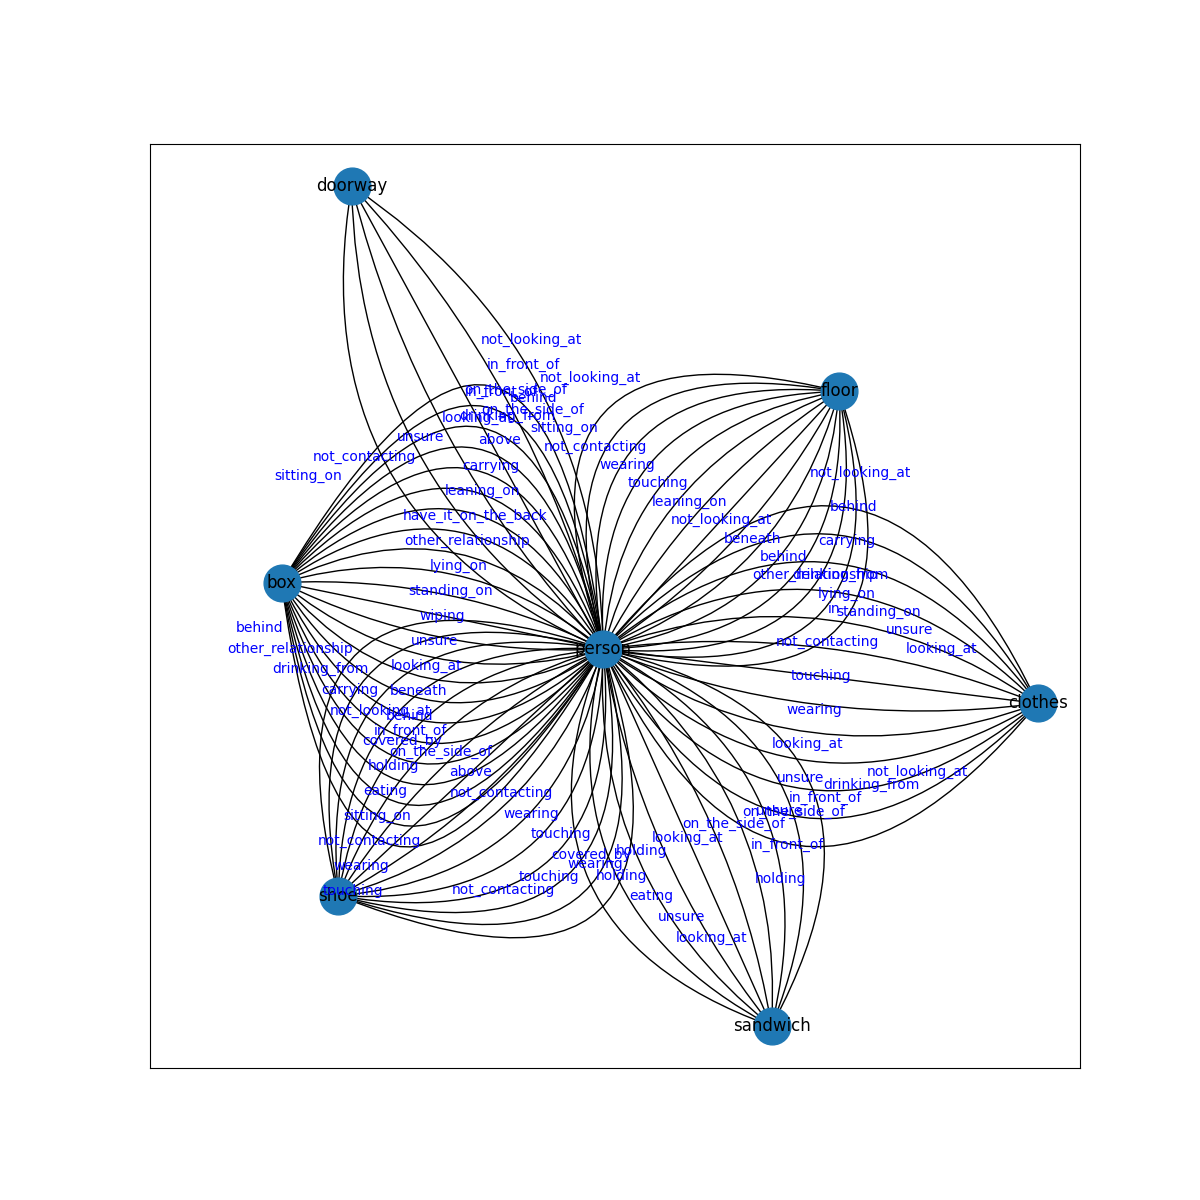 doorway
not_looking_at
in_front_of
not_looking_at
on_the_side_of
in_front_of
behind
floor
on_the_side_of
drinking_from
looking_at
sitting_on
unsure
above
not_contacting
not_contacting
carrying
wearing
sitting_on
not_looking_at
touching
leaning_on
leaning_on
behind
have_it_on_the_back
not_looking_at
beneath
other_relationship
carrying
behind
lying_on
other_relationship
drinking_from
box
standing_on
lying_on
in
standing_on
wiping
behind
unsure
unsure
not_contacting
other_relationship
person
looking_at
looking_at
drinking_from
touching
carrying
beneath
clothes
not_looking_at
behind
wearing
in_front_of
covered_by
looking_at
on_the_side_of
holding
above
not_looking_at
unsure
drinking_from
eating
not_contacting
in_front_of
unsure
on_the_side_of
sitting_on
wearing
on_the_side_of
touching
looking_at
not_contacting
in_front_of
holding
covered_by
wearing
wearing
touching
holding
holding
touching
not_contacting
shoe
eating
unsure
looking_at
sandwich